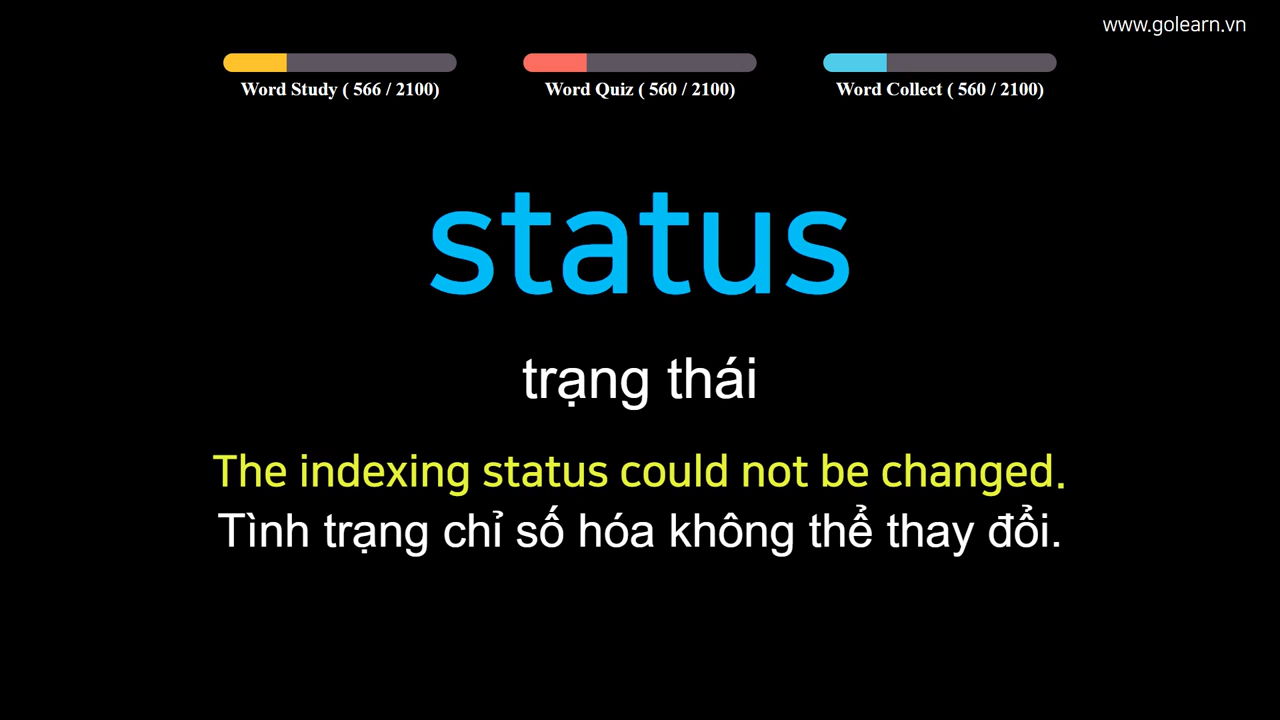 www.golearn.vn
Word Study ( 566 / 2100)
Word Quiz ( 560 / 2100)
Word Collect ( 560 / 2100)
status
trạng thái
The indexing status could not be changed.
Tình trạng chỉ số hóa không thể thay đổi.